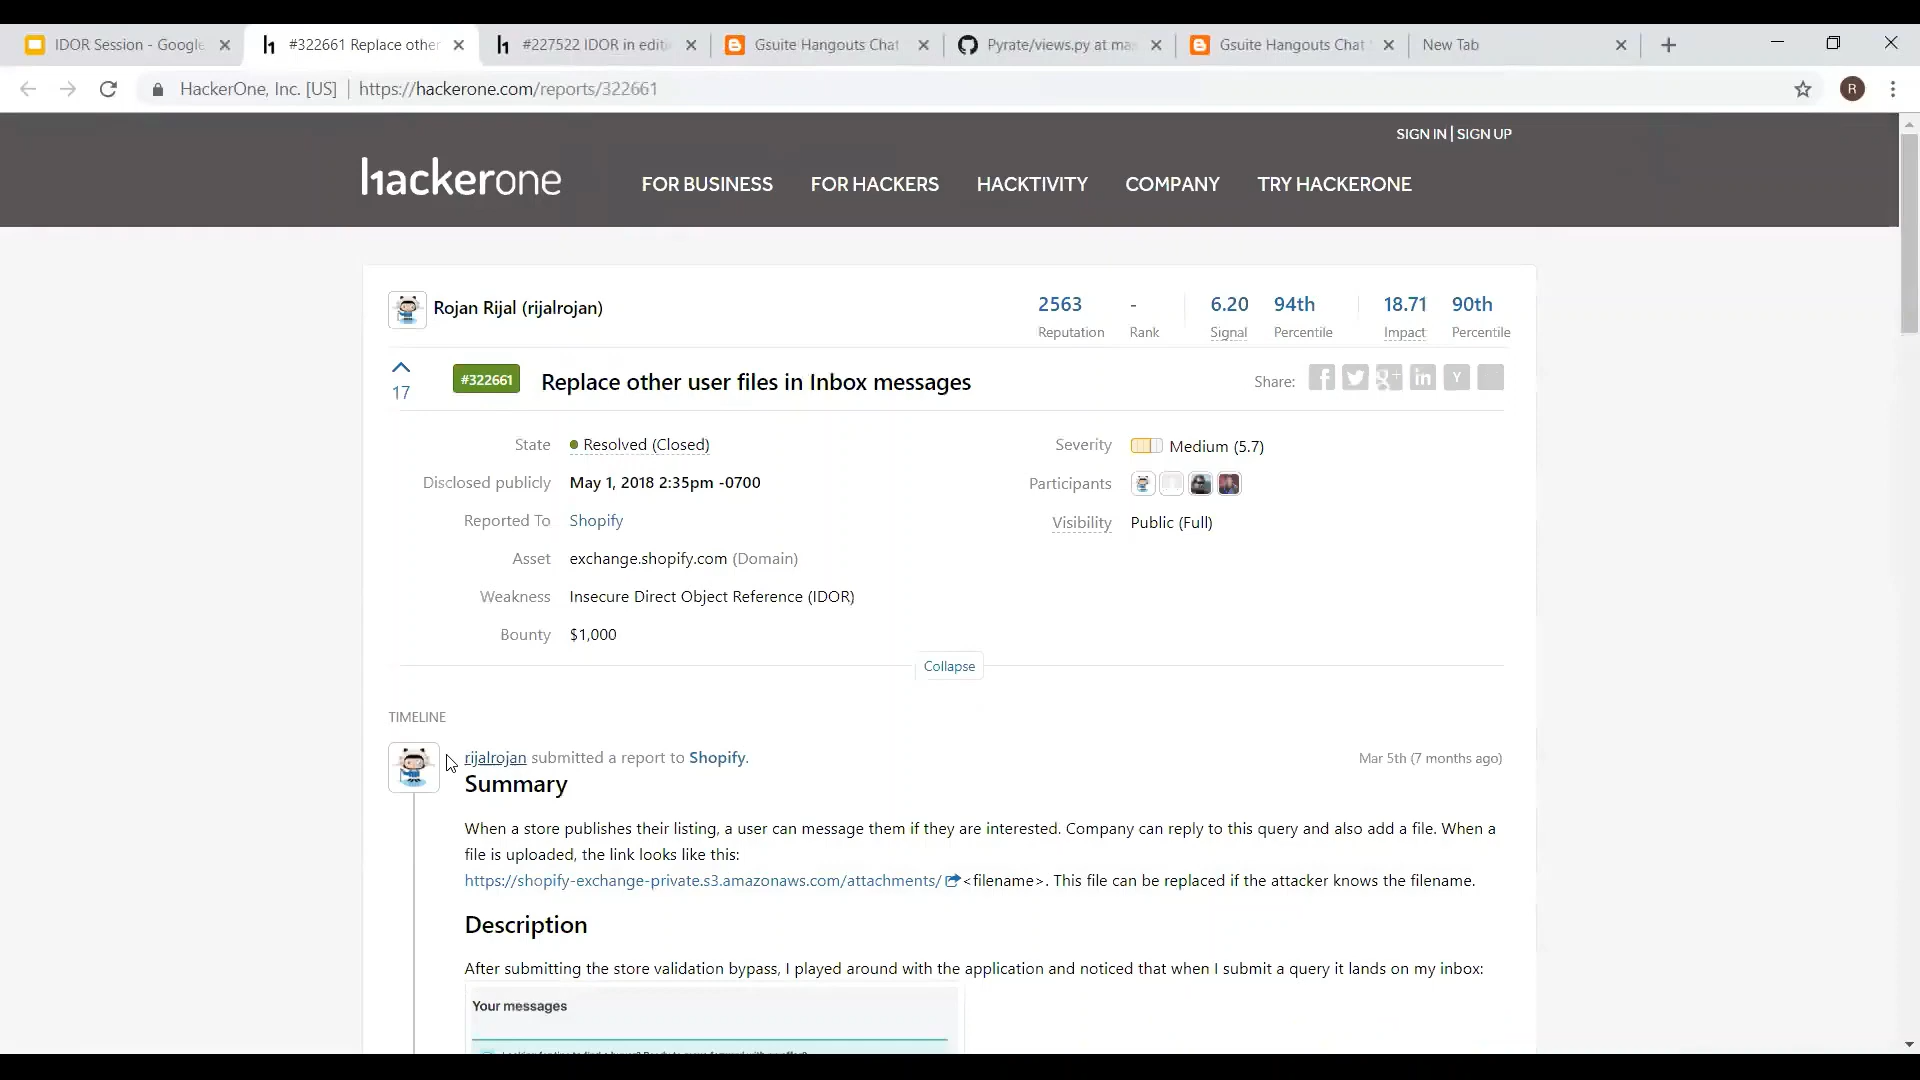 IDOR Session - Google
#322661 Replace other
#227522 IDOR in editi
Gsuite Hangouts Chat
Pyrate/views.py at mas
Gsuite Hangouts Chat
New Tab
HackerOne, Inc. [US] | https://hackerone.com/reports/322661
R
SIGN IN | SIGN UP
hackerone
FOR BUSINESS
FOR HACKERS
HACKTIVITY
COMPANY
TRY HACKERONE
Rojan Rijal (rijalrojan)
2563 - 6.20 94th 18.71 90th
Reputation Rank Signal Percentile Impact Percentile
17
#322661
Replace other user files in Inbox messages
Share:
State Resolved (Closed)
Severity Medium (5.7)
Disclosed publicly May 1, 2018 2:35pm -0700
Participants
Reported To Shopify
Visibility Public (Full)
Asset exchange.shopify.com (Domain)
Weakness Insecure Direct Object Reference (IDOR)
Bounty $1,000
Collapse
TIMELINE
rijalrojan submitted a report to Shopify.
Mar 5th (7 months ago)
Summary
When a store publishes their listing, a user can message them if they are interested. Company can reply to this query and also add a file. When a
file is uploaded, the link looks like this:
https://shopify-exchange-private.s3.amazonaws.com/attachments/ <filename>. This file can be replaced if the attacker knows the filename.
Description
After submitting the store validation bypass, I played around with the application and noticed that when I submit a query it lands on my inbox:
Your messages